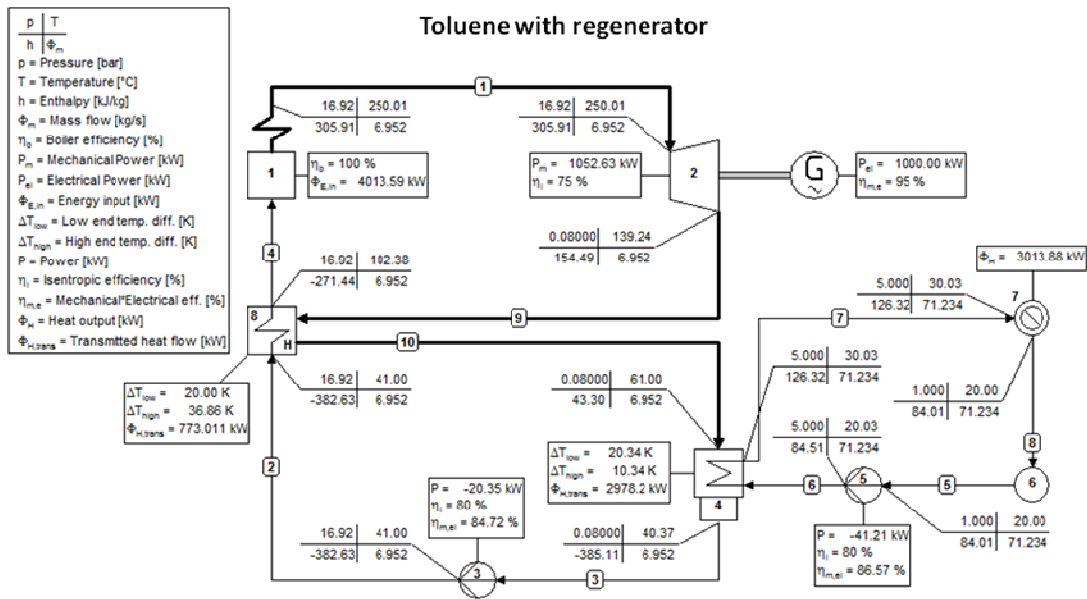 Toluene with regenerator
p T
h Φm
p = Pressure [bar]
T = Temperature [°C]
h = Enthalpy [kJ/kg]
Φm = Mass flow [kg/s]
ηb = Boiler efficiency [%]
Pm = Mechanical Power [kW]
Pel = Electrical Power [kW]
ΦE,in = Energy input [kW]
ΔTlow = Low end temp. diff. [K]
ΔThigh = High end temp. diff. [K]
P = Power [kW]
ηi = Isentropic efficiency [%]
ηm,e = Mechanical*Electrical eff. [%]
ΦH = Heat output [kW]
ΦH,trans = Transmitted heat flow [kW]
1
16.92 250.01
305.91 6.952
16.92 250.01
305.91 6.952
1
ηb = 100 %
ΦE,in = 4013.59 kW
Pm = 1052.63 kW
ηi = 75 %
2
G
~
Pel = 1000.00 kW
ηm,e = 95 %
4
0.08000 139.24
154.49 6.952
16.92 102.38
-271.44 6.952
ΦH = 3013.88 kW
5.000 30.03
126.32 71.234
7
8
H
9
7
10
16.92 41.00
-382.63 6.952
0.08000 61.00
43.30 6.952
5.000 30.03
126.32 71.234
1.000 20.00
84.01 71.234
ΔTlow = 20.00 K
ΔThigh = 36.86 K
ΦH,trans = 773.011 kW
5.000 20.03
84.51 71.234
8
2
ΔTlow = 20.34 K
ΔThigh = 10.34 K
ΦH,trans = 2978.2 kW
4
6
5
5
6
P = -20.35 kW
ηi = 80 %
ηm,el = 84.72 %
16.92 41.00
-382.63 6.952
0.08000 40.37
-385.11 6.952
1.000 20.00
84.01 71.234
P = -41.21 kW
ηi = 80 %
ηm,el = 86.57 %
3
3